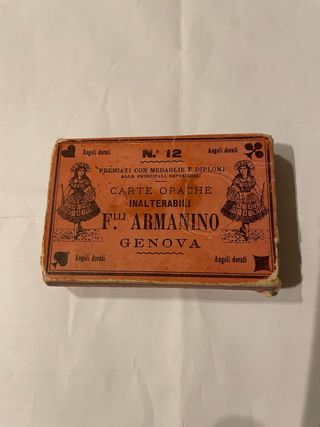 Angoli dorati N.º 12 Angoli dorati
PREMIATI CON MEDAGLIE E DIPLOMI
ALLE PRINCIPALI ESPOSIZIONI
CARTE OPACHE
INALTERABILI
F.LLI ARMANINO
GENOVA
Angoli dorati Angoli dorati